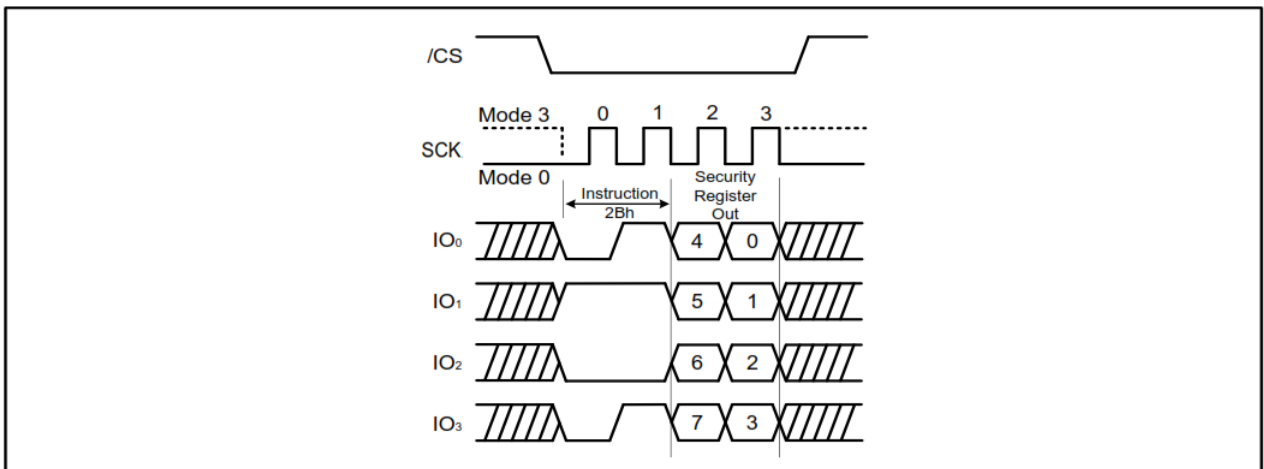 /CS
Mode 3 0 1 2 3
SCK
Mode 0
Instruction
2Bh
Security
Register
Out
IO₀ 4 0
IO₁ 5 1
IO₂ 6 2
IO₃ 7 3